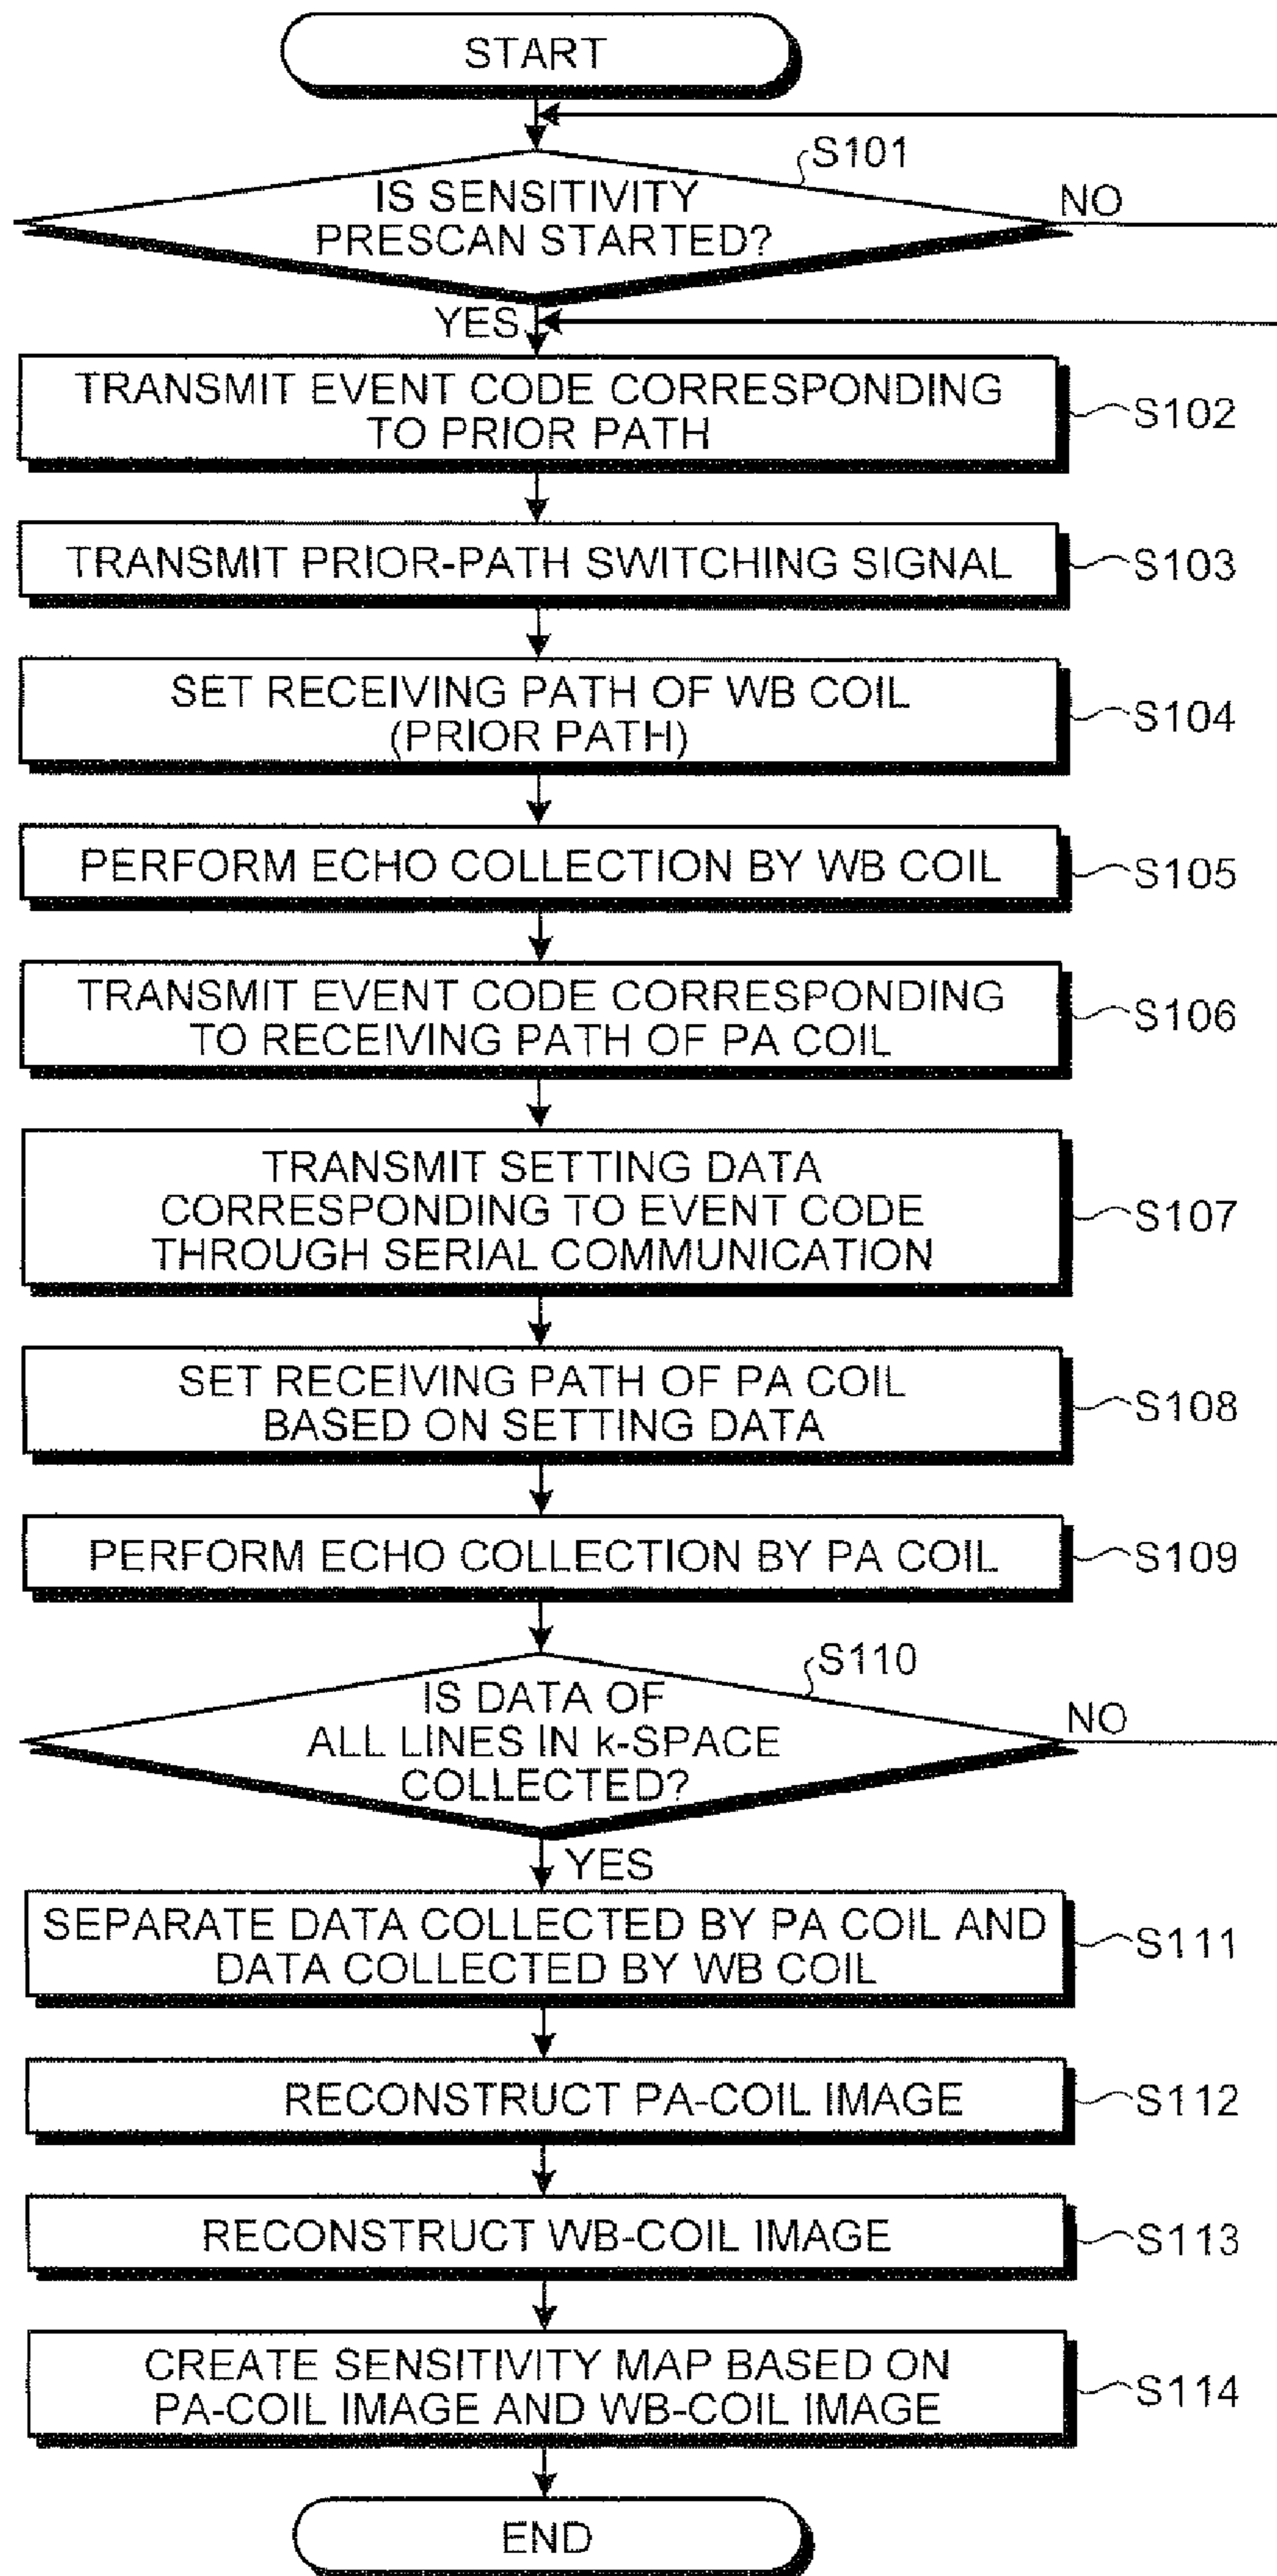 START
S101
IS SENSITIVITY
PRESCAN STARTED?
NO
YES
TRANSMIT EVENT CODE CORRESPONDING
TO PRIOR PATH
S102
TRANSMIT PRIOR-PATH SWITCHING SIGNAL
S103
SET RECEIVING PATH OF WB COIL
(PRIOR PATH)
S104
PERFORM ECHO COLLECTION BY WB COIL
S105
TRANSMIT EVENT CODE CORRESPONDING
TO RECEIVING PATH OF PA COIL
S106
TRANSMIT SETTING DATA
CORRESPONDING TO EVENT CODE
THROUGH SERIAL COMMUNICATION
S107
SET RECEIVING PATH OF PA COIL
BASED ON SETTING DATA
S108
PERFORM ECHO COLLECTION BY PA COIL
S109
S110
IS DATA OF
ALL LINES IN k-SPACE
COLLECTED?
NO
YES
SEPARATE DATA COLLECTED BY PA COIL AND
DATA COLLECTED BY WB COIL
S111
RECONSTRUCT PA-COIL IMAGE
S112
RECONSTRUCT WB-COIL IMAGE
S113
CREATE SENSITIVITY MAP BASED ON
PA-COIL IMAGE AND WB-COIL IMAGE
S114
END